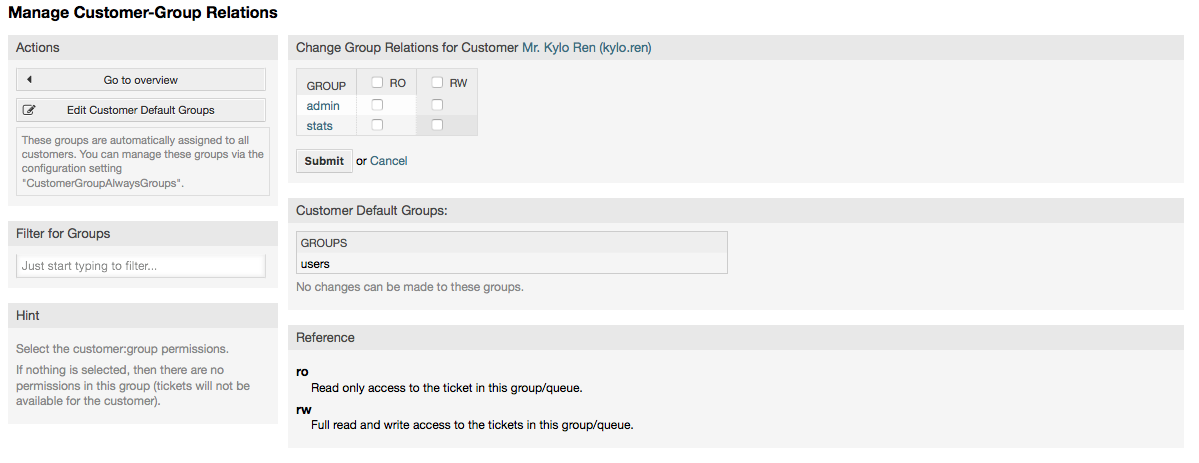 Manage Customer-Group Relations
Actions
Go to overview
Edit Customer Default Groups
These groups are automatically assigned to all
customers. You can manage these groups via the
configuration setting
"CustomerGroupAlwaysGroups".
Filter for Groups
Just start typing to filter...
Hint
Select the customer:group permissions.
If nothing is selected, then there are no
permissions in this group (tickets will not be
available for the customer).
Change Group Relations for Customer Mr. Kylo Ren (kylo.ren)
GROUP RO RW
admin
stats
Submit or Cancel
Customer Default Groups:
GROUPS
users
No changes can be made to these groups.
Reference
ro
Read only access to the ticket in this group/queue.
rw
Full read and write access to the tickets in this group/queue.